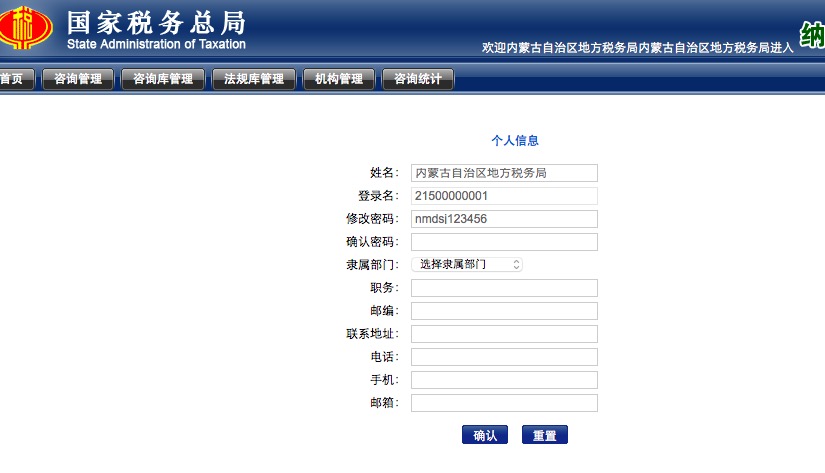 国家税务总局
State Administration of Taxation
欢迎内蒙古自治区地方税务局内蒙古自治区地方税务局进入
纳
首页 咨询管理 咨询库管理 法规库管理 机构管理 咨询统计
个人信息
姓名: 内蒙古自治区地方税务局
登录名: 21500000001
修改密码: nmdsj123456
确认密码:
隶属部门: 选择隶属部门
职务:
邮编:
联系地址:
电话:
手机:
邮箱:
确认 重置